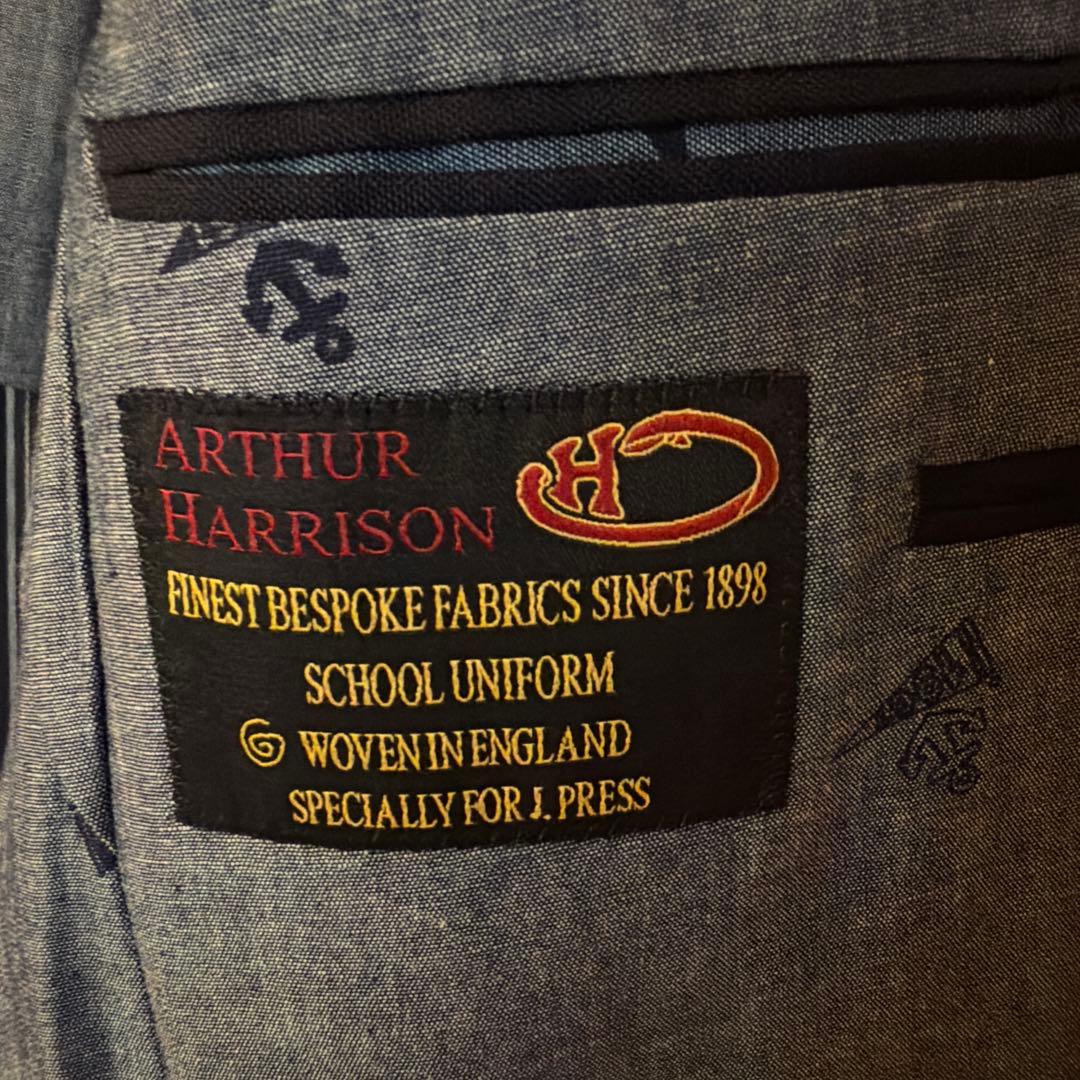 ARTHUR
HARRISON
H
FINEST BESPOKE FABRICS SINCE 1898
SCHOOL UNIFORM
WOVEN IN ENGLAND
SPECIALLY FOR J. PRESS